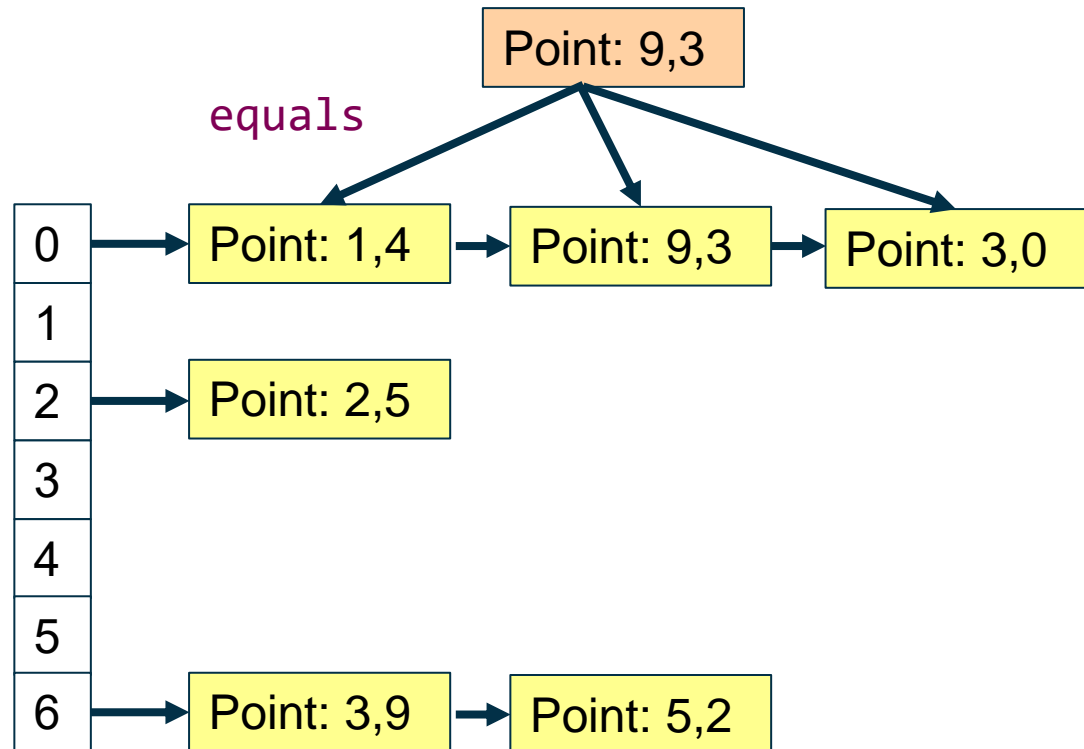 Point: 9,3
equals
0
Point: 1,4
Point: 9,3
Point: 3,0
1
2
Point: 2,5
3
4
5
6
Point: 3,9
Point: 5,2